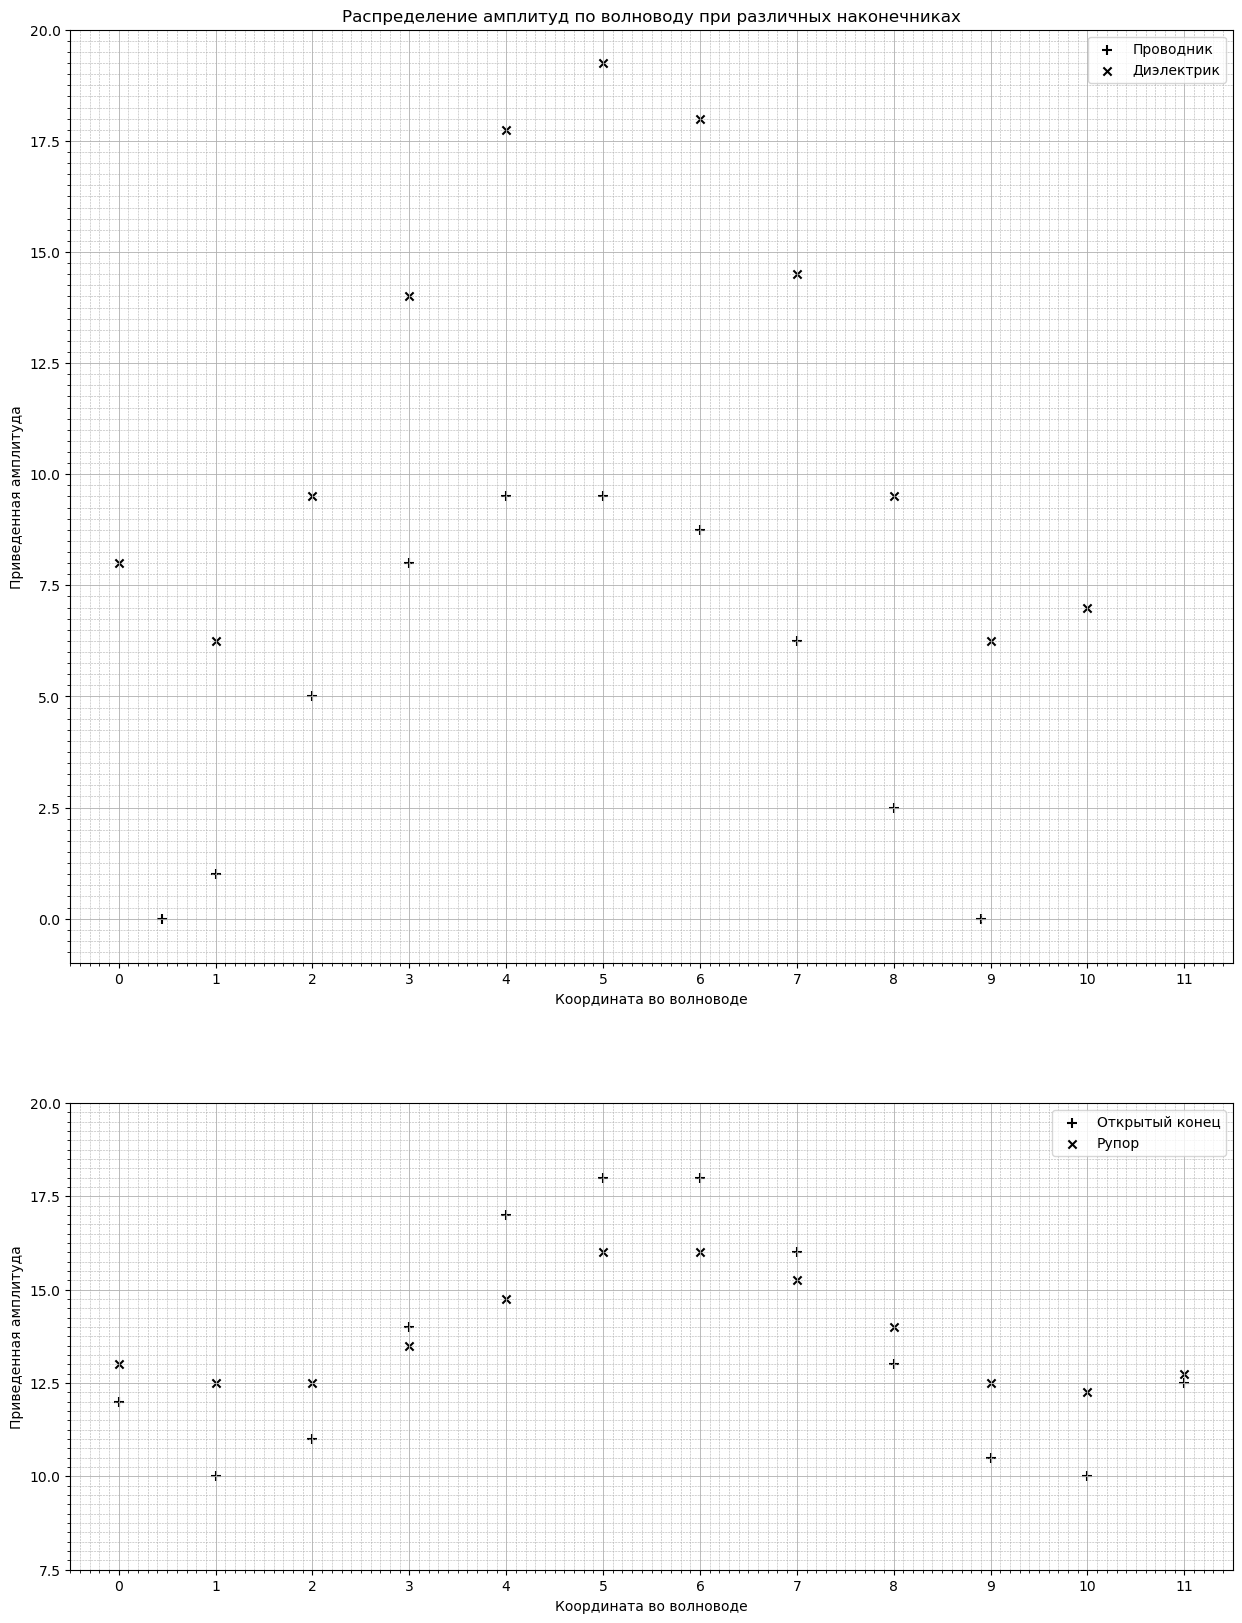 Распределение амплитуд по волноводу при различных наконечниках
Проводник
Диэлектрик
Приведенная амплитуда
20.0
17.5
15.0
12.5
10.0
7.5
5.0
2.5
0.0
0 1 2 3 4 5 6 7 8 9 10 11
Координата во волноводе
Открытый конец
Рупор
Приведенная амплитуда
20.0
17.5
15.0
12.5
10.0
7.5
0 1 2 3 4 5 6 7 8 9 10 11
Координата во волноводе